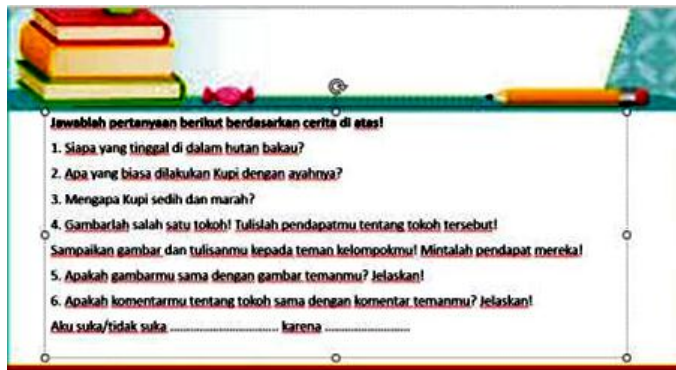 Jawablah pertanyaan berikut berdasarkan cerita di atas!
1. Siapa yang tinggal di dalam hutan bakau?
2. Apa yang biasa dilakukan Kupi dengan ayahnya?
3. Mengapa Kupi sedih dan marah?
4. Gambarlah salah satu tokoh! Tulislah pendapatmu tentang tokoh tersebut!
Sampaikan gambar dan tulisanmu kepada teman kelompokmu! Mintalah pendapat mereka!
5. Apakah gambarmu sama dengan gambar temanmu? Jelaskan!
6. Apakah komentarmu tentang tokoh sama dengan komentar temanmu? Jelaskan!
Aku suka/tidak suka ................................ karena .........................